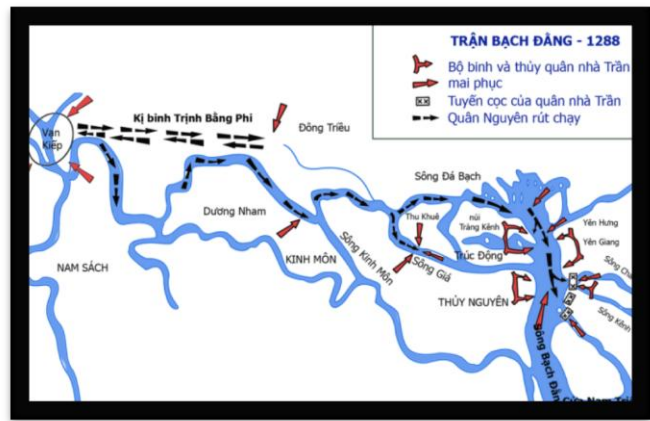 TRẬN BẠCH ĐẰNG - 1288
Bộ binh và thủy quân nhà Trần
mai phục
Tuyến cọc của quân nhà Trần
Quân Nguyên rút chạy
Kị binh Trịnh Bằng Phi
Vạn
Kiếp
Đông Triều
Sông Đá Bạch
Dương Nham
Thu Khuê
núi
Tràng Kênh
Yên Hưng
Yên Giang
Trúc Động
NAM SÁCH
KINH MÔN
Sông Kinh Môn
Sông Giá
Sông
THỦY NGUYÊN
Sông Kênh
Sông Bạch Đằng